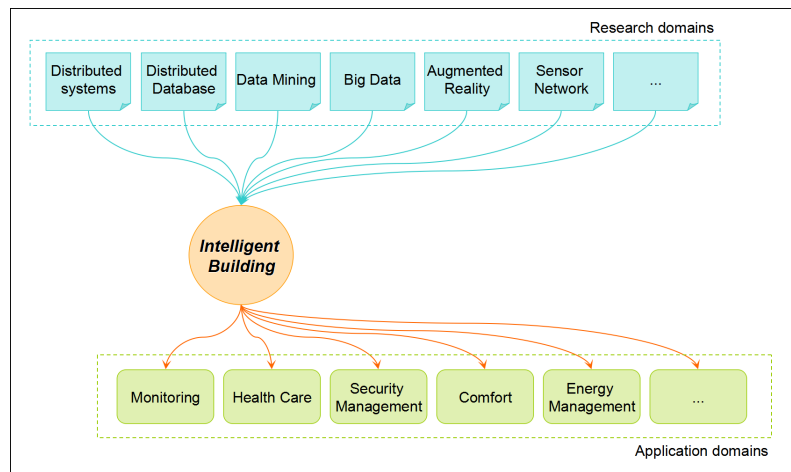 Research domains
Distributed
systems
Distributed
Database
Data Mining
Big Data
Augmented
Reality
Sensor
Network
...
Intelligent
Building
Monitoring
Health Care
Security
Management
Comfort
Energy
Management
...
Application domains